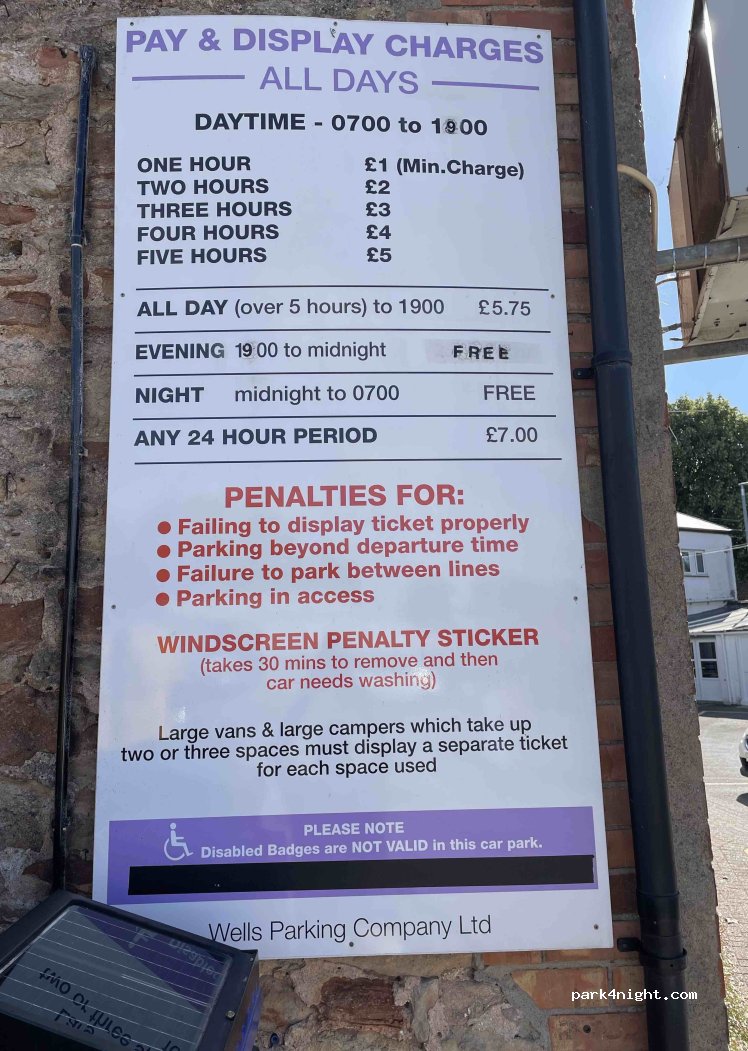 PAY & DISPLAY CHARGES
ALL DAYS
DAYTIME - 0700 to 1900
ONE HOUR £1 (Min.Charge)
TWO HOURS £2
THREE HOURS £3
FOUR HOURS £4
FIVE HOURS £5
ALL DAY (over 5 hours) to 1900 £5.75
EVENING 1900 to midnight FREE
NIGHT midnight to 0700 FREE
ANY 24 HOUR PERIOD £7.00
PENALTIES FOR:
● Failing to display ticket properly
● Parking beyond departure time
● Failure to park between lines
● Parking in access
WINDSCREEN PENALTY STICKER
(takes 30 mins to remove and then
car needs washing)
Large vans & large campers which take up
two or three spaces must display a separate ticket
for each space used
PLEASE NOTE
Disabled Badges are NOT VALID in this car park.
Wells Parking Company Ltd
two or three
park4night.com